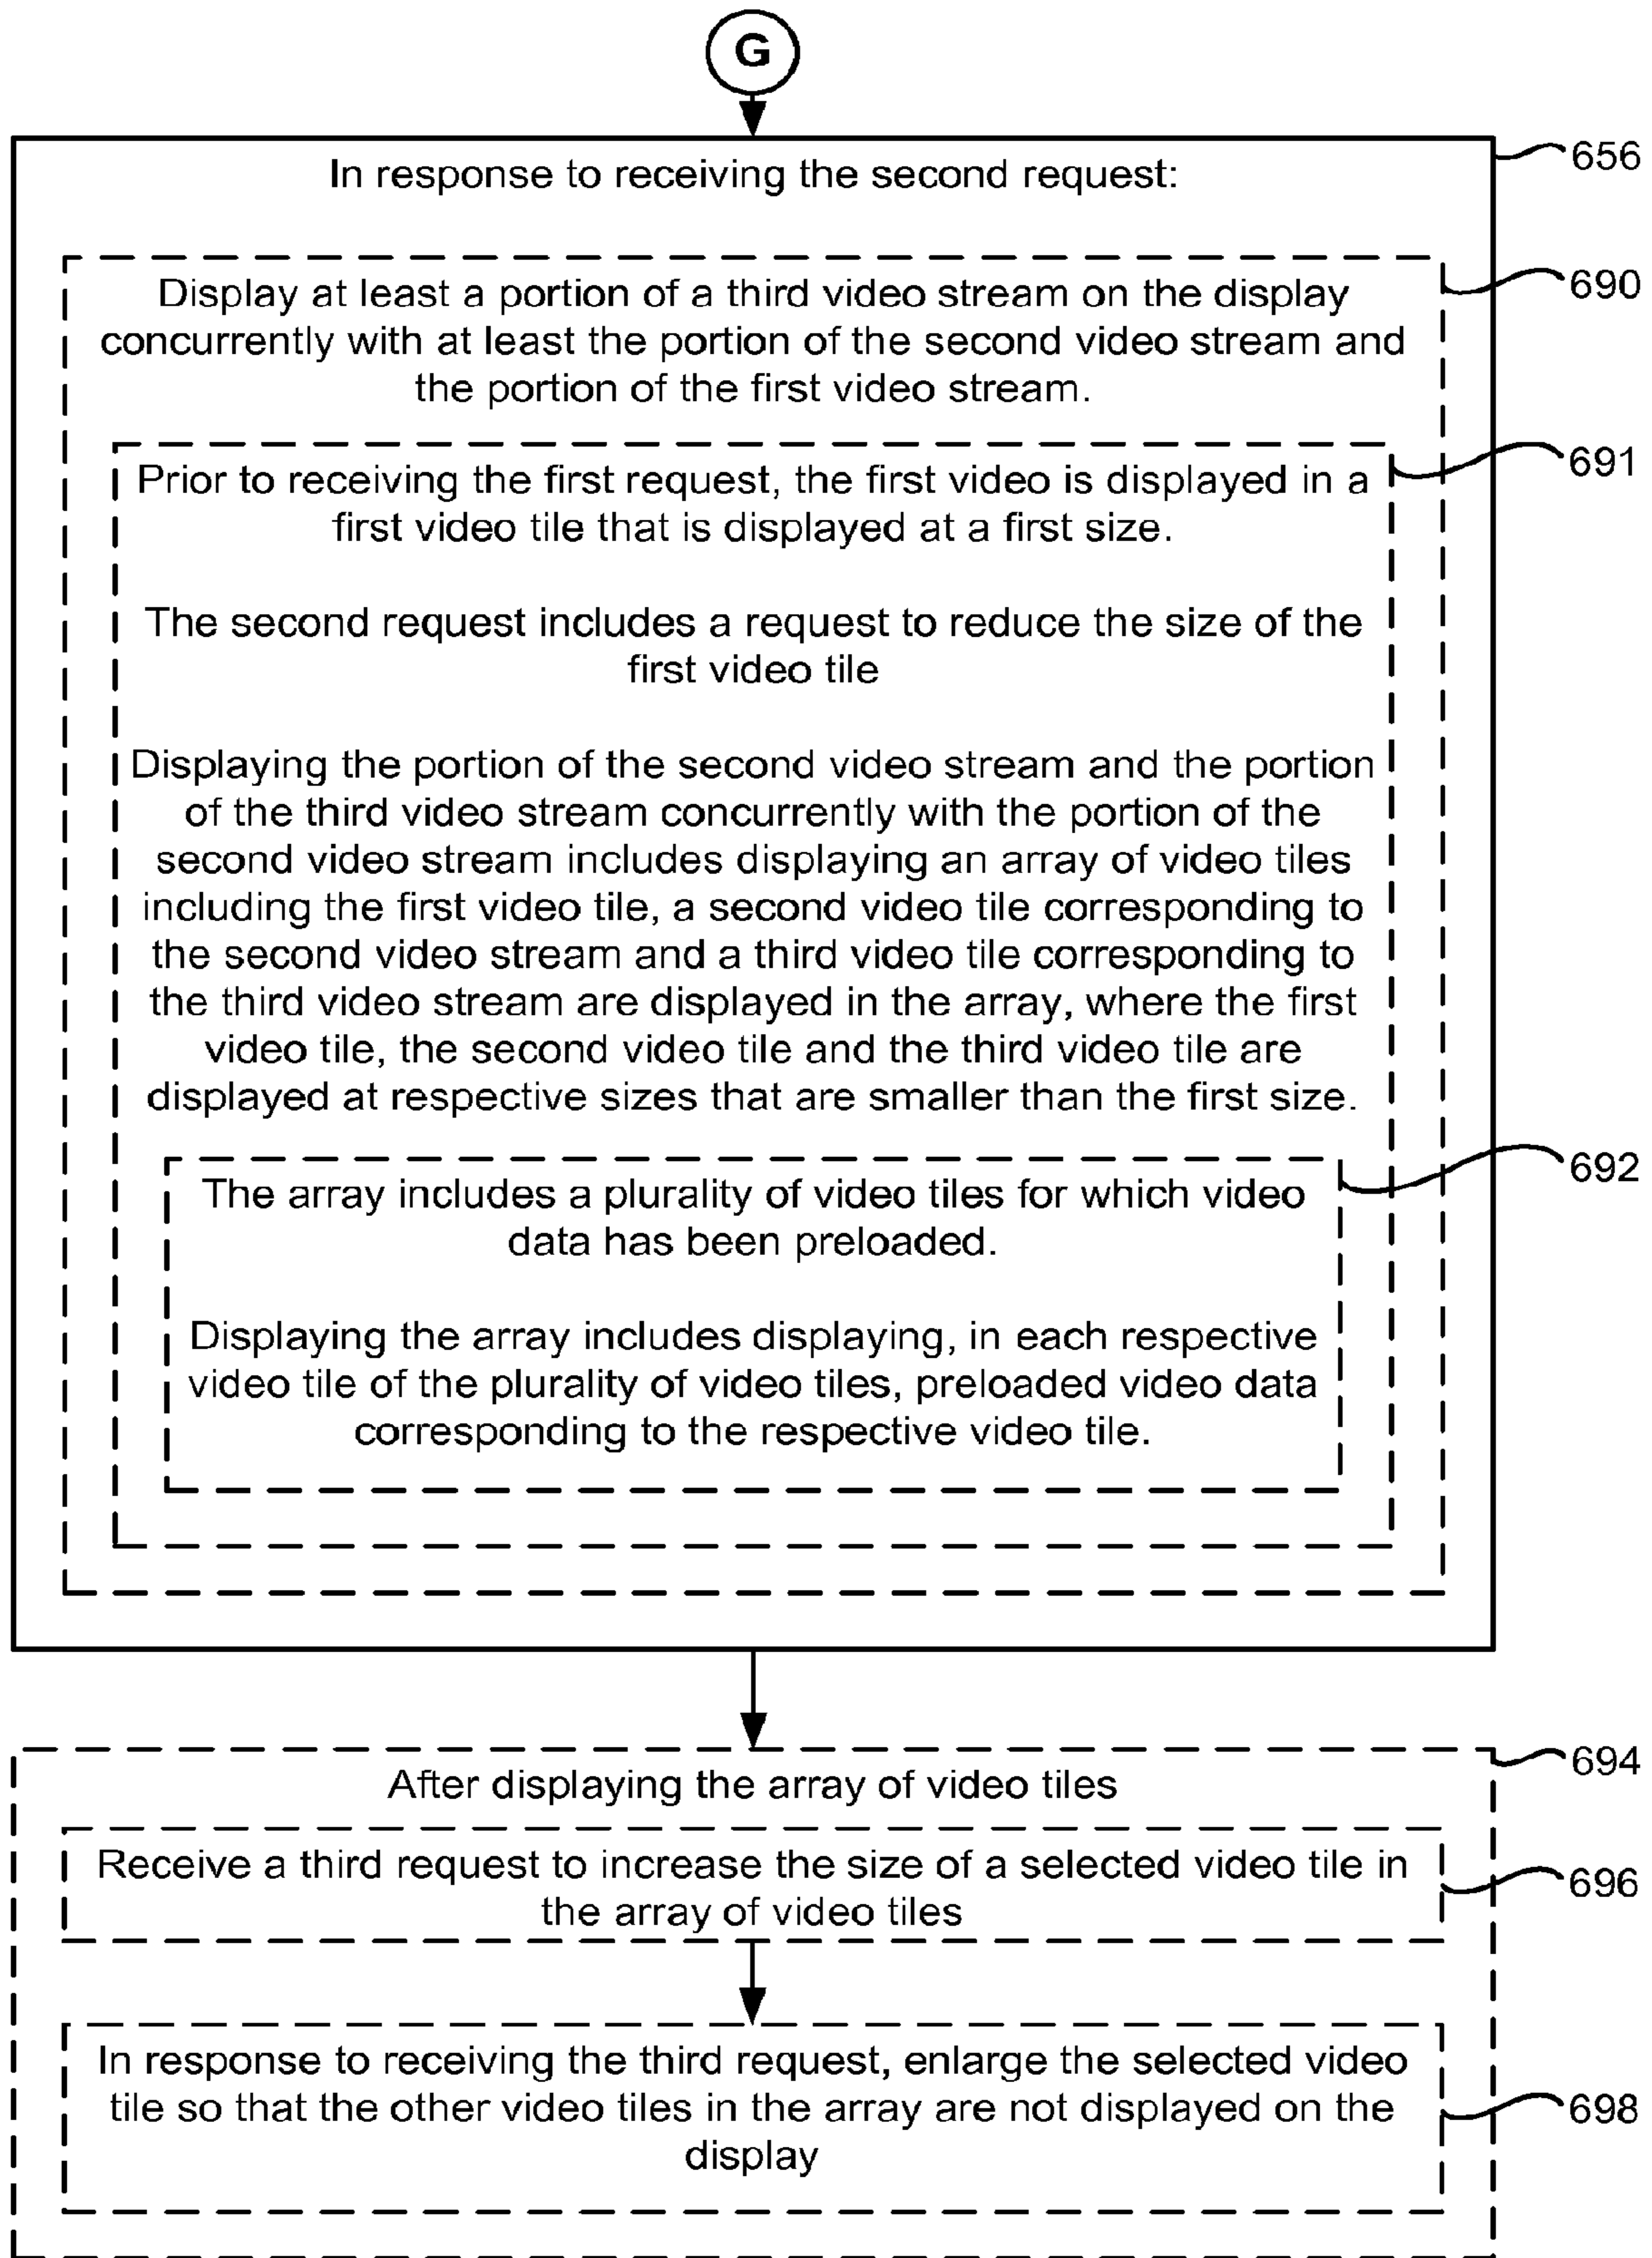 G
In response to receiving the second request:
656
Display at least a portion of a third video stream on the display
concurrently with at least the portion of the second video stream and
the portion of the first video stream.
690
Prior to receiving the first request, the first video is displayed in a
first video tile that is displayed at a first size.
691
The second request includes a request to reduce the size of the
first video tile
Displaying the portion of the second video stream and the portion
of the third video stream concurrently with the portion of the
second video stream includes displaying an array of video tiles
including the first video tile, a second video tile corresponding to
the second video stream and a third video tile corresponding to
the third video stream are displayed in the array, where the first
video tile, the second video tile and the third video tile are
displayed at respective sizes that are smaller than the first size.
The array includes a plurality of video tiles for which video
data has been preloaded.
692
Displaying the array includes displaying, in each respective
video tile of the plurality of video tiles, preloaded video data
corresponding to the respective video tile.
After displaying the array of video tiles
694
Receive a third request to increase the size of a selected video tile in
the array of video tiles
696
In response to receiving the third request, enlarge the selected video
tile so that the other video tiles in the array are not displayed on the
display
698